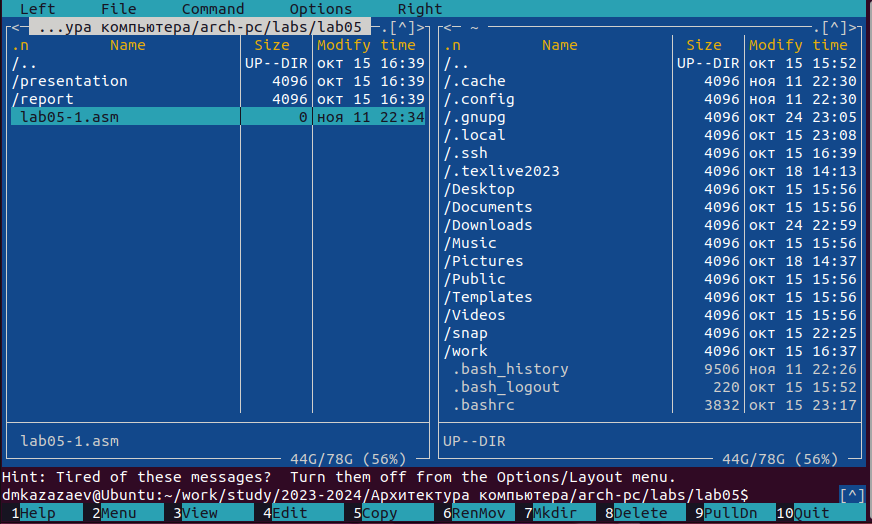 Left File Command Options Right
<─ ...ура компьютера/arch-pc/labs/lab05 ─.[^]>
.n Name Size Modify time
/.. UP--DIR окт 15 16:39
/presentation 4096 окт 15 16:39
/report 4096 окт 15 16:39
lab05-1.asm 0 ноя 11 22:34
lab05-1.asm
44G/78G (56%)
<─ ~ .[^]>
.n Name Size Modify time
/.. UP--DIR окт 15 15:52
/.cache 4096 ноя 11 22:30
/.config 4096 ноя 11 22:30
/.gnupg 4096 окт 24 23:05
/.local 4096 окт 15 23:08
/.ssh 4096 окт 15 16:39
/.texlive2023 4096 окт 18 14:13
/Desktop 4096 окт 15 15:56
/Documents 4096 окт 15 15:56
/Downloads 4096 окт 24 22:59
/Music 4096 окт 15 15:56
/Pictures 4096 окт 18 14:37
/Public 4096 окт 15 15:56
/Templates 4096 окт 15 15:56
/Videos 4096 окт 15 15:56
/snap 4096 окт 15 22:25
/work 4096 окт 15 16:37
.bash_history 9506 ноя 11 22:26
.bash_logout 220 окт 15 15:52
.bashrc 3832 окт 15 23:17
UP--DIR
44G/78G (56%)
Hint: Tired of these messages? Turn them off from the Options/Layout menu.
dmkazazaev@Ubuntu:~/work/study/2023-2024/Архитектура компьютера/arch-pc/labs/lab05$ [^]
1Help 2Menu 3View 4Edit 5Copy 6RenMov 7Mkdir 8Delete 9PullDn 10Quit